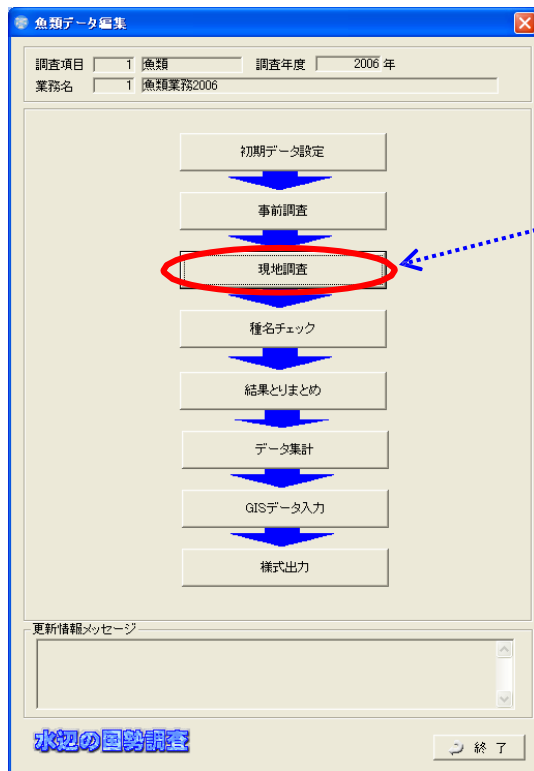 魚類データ編集
調査項目 1 魚類 調査年度 2006 年
業務名 1 魚類業務2006
初期データ設定
事前調査
現地調査
種名チェック
結果とりまとめ
データ集計
GISデータ入力
様式出力
更新情報メッセージ
水辺の国勢調査
終 了